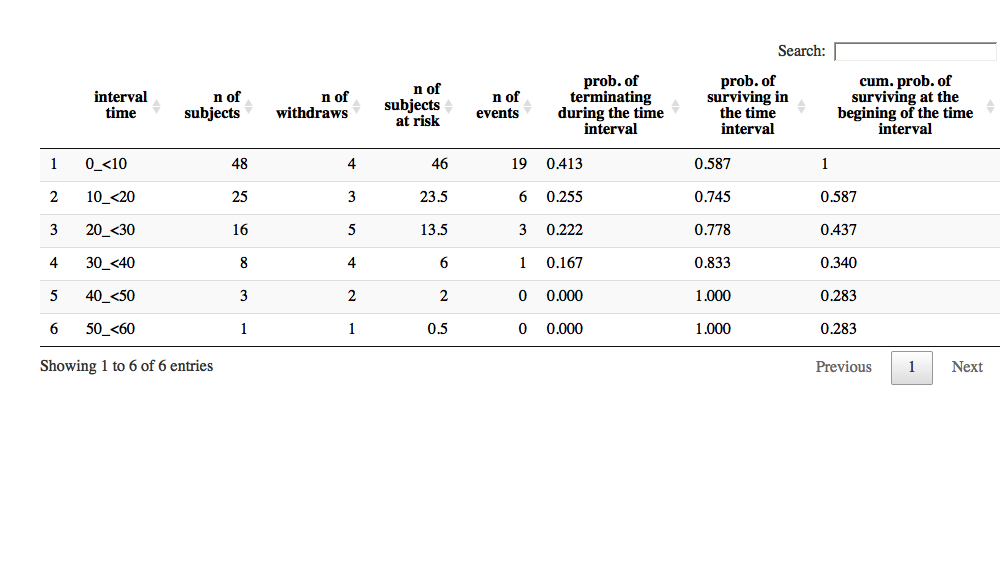 Search:
interval time n of subjects n of withdraws n of subjects at risk n of events prob. of terminating during the time interval prob. of surviving in the time interval cum. prob. of surviving at the begining of the time interval
1 0_<10 48 4 46 19 0.413 0.587 1
2 10_<20 25 3 23.5 6 0.255 0.745 0.587
3 20_<30 16 5 13.5 3 0.222 0.778 0.437
4 30_<40 8 4 6 1 0.167 0.833 0.340
5 40_<50 3 2 2 0 0.000 1.000 0.283
6 50_<60 1 1 0.5 0 0.000 1.000 0.283
Showing 1 to 6 of 6 entries
Previous 1 Next